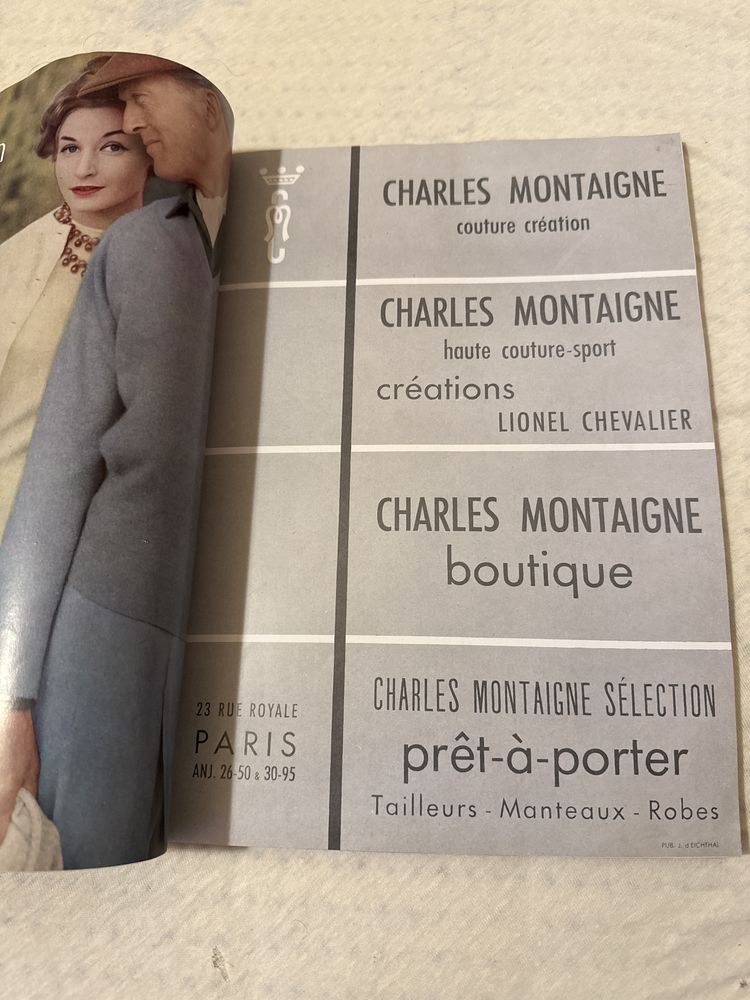 CHARLES MONTAIGNE
couture création
CHARLES MONTAIGNE
haute couture-sport
créations
LIONEL CHEVALIER
CHARLES MONTAIGNE
boutique
23 RUE ROYALE
PARIS
ANJ. 26-50 & 30-95
CHARLES MONTAIGNE SÉLECTION
prêt-à-porter
Tailleurs - Manteaux - Robes
PUB. J. d'EICHTHAL